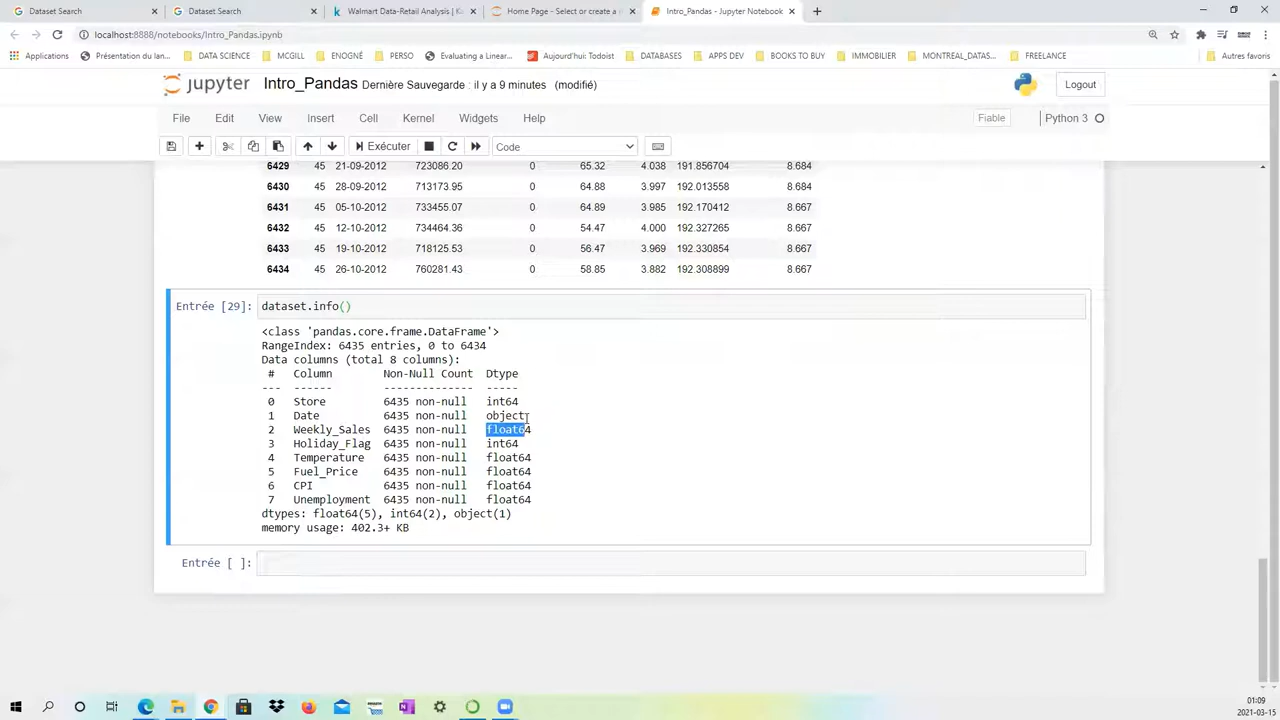 Dataset Search
Dataset Search
Walmart Data-Retail Analysis | K
Home Page - Select or create a
Intro_Pandas - Jupyter Notebook
localhost:8888/notebooks/Intro_Pandas.ipynb
Applications
Présentation du lan...
DATA SCIENCE
MCGILL
ENOGNÉ
PERSO
Evaluating a Linear...
Aujourd'hui: Todoist
DATABASES
APPS DEV
BOOKS TO BUY
IMMOBILIER
MONTREAL_DATAS...
FREELANCE
Autres favoris
jupyter Intro_Pandas Dernière Sauvegarde : il y a 9 minutes (modifié)
Logout
File Edit View Insert Cell Kernel Widgets Help
Fiable
Python 3
Exécuter
Code
6429 45 21-09-2012 723086.20 0 65.32 4.038 191.856704 8.684
6430 45 28-09-2012 713173.95 0 64.88 3.997 192.013558 8.684
6431 45 05-10-2012 733455.07 0 64.89 3.985 192.170412 8.667
6432 45 12-10-2012 734464.36 0 54.47 4.000 192.327265 8.667
6433 45 19-10-2012 718125.53 0 56.47 3.969 192.330854 8.667
6434 45 26-10-2012 760281.43 0 58.85 3.882 192.308899 8.667
Entrée [29]: dataset.info()
<class 'pandas.core.frame.DataFrame'>
RangeIndex: 6435 entries, 0 to 6434
Data columns (total 8 columns):
# Column Non-Null Count Dtype
--- ------ -------------- -----
0 Store 6435 non-null int64
1 Date 6435 non-null object
2 Weekly_Sales 6435 non-null float64
3 Holiday_Flag 6435 non-null int64
4 Temperature 6435 non-null float64
5 Fuel_Price 6435 non-null float64
6 CPI 6435 non-null float64
7 Unemployment 6435 non-null float64
dtypes: float64(5), int64(2), object(1)
memory usage: 402.3+ KB
Entrée [ ]:
01:09
2021-03-15